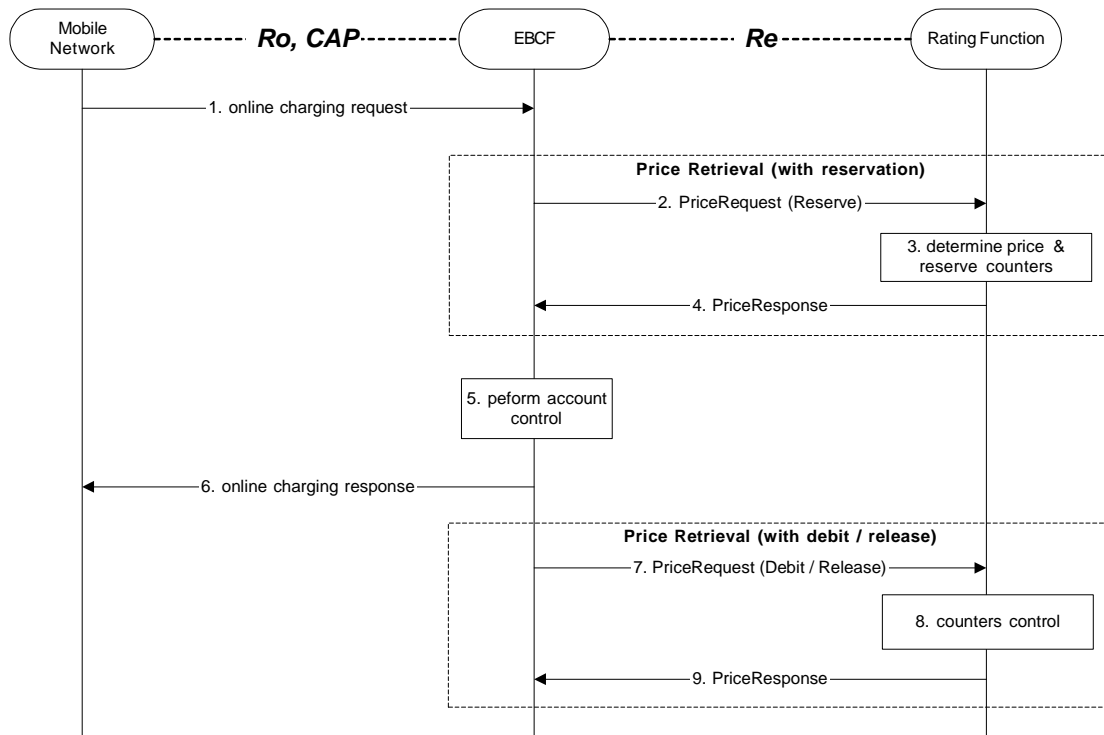 Mobile
Network
Ro, CAP
EBCF
Re
Rating Function
1. online charging request
Price Retrieval (with reservation)
2. PriceRequest (Reserve)
3. determine price &
reserve counters
4. PriceResponse
5. peform account
control
6. online charging response
Price Retrieval (with debit / release)
7. PriceRequest (Debit / Release)
8. counters control
9. PriceResponse